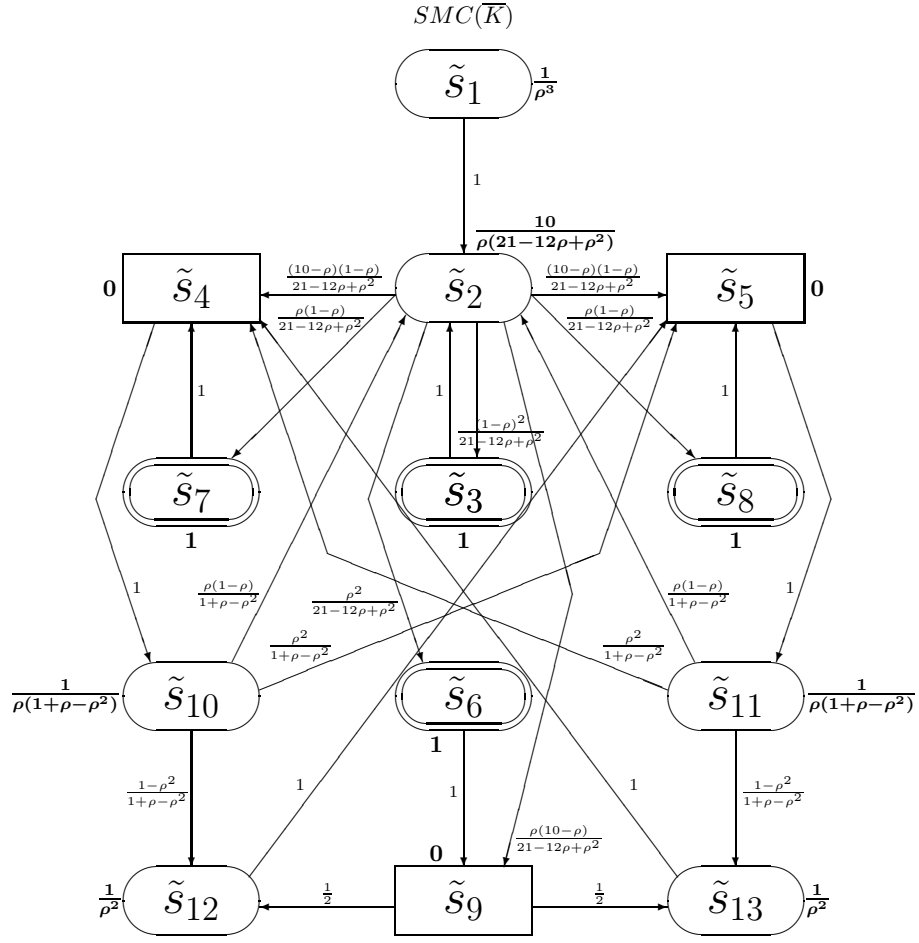 SMC(K̅)
s̃₁ 1/ρ³
1
10/(ρ(21−12ρ+ρ²))
0 s̃₄ (10−ρ)(1−ρ)/(21−12ρ+ρ²) s̃₂ (10−ρ)(1−ρ)/(21−12ρ+ρ²) s̃₅ 0
ρ(1−ρ)/(21−12ρ+ρ²) ρ(1−ρ)/(21−12ρ+ρ²)
1 1 1
(1−ρ)²/(21−12ρ+ρ²)
s̃₇ s̃₃ s̃₈
1 1 1
1 ρ(1−ρ)/(1+ρ−ρ²) ρ²/(21−12ρ+ρ²) ρ(1−ρ)/(1+ρ−ρ²) 1
ρ²/(1+ρ−ρ²) ρ²/(1+ρ−ρ²)
1/(ρ(1+ρ−ρ²)) s̃₁₀ s̃₆ s̃₁₁ 1/(ρ(1+ρ−ρ²))
1
(1−ρ²)/(1+ρ−ρ²) 1 1 1 (1−ρ²)/(1+ρ−ρ²)
0 ρ(10−ρ)/(21−12ρ+ρ²)
1/ρ² s̃₁₂ 1/2 s̃₉ 1/2 s̃₁₃ 1/ρ²